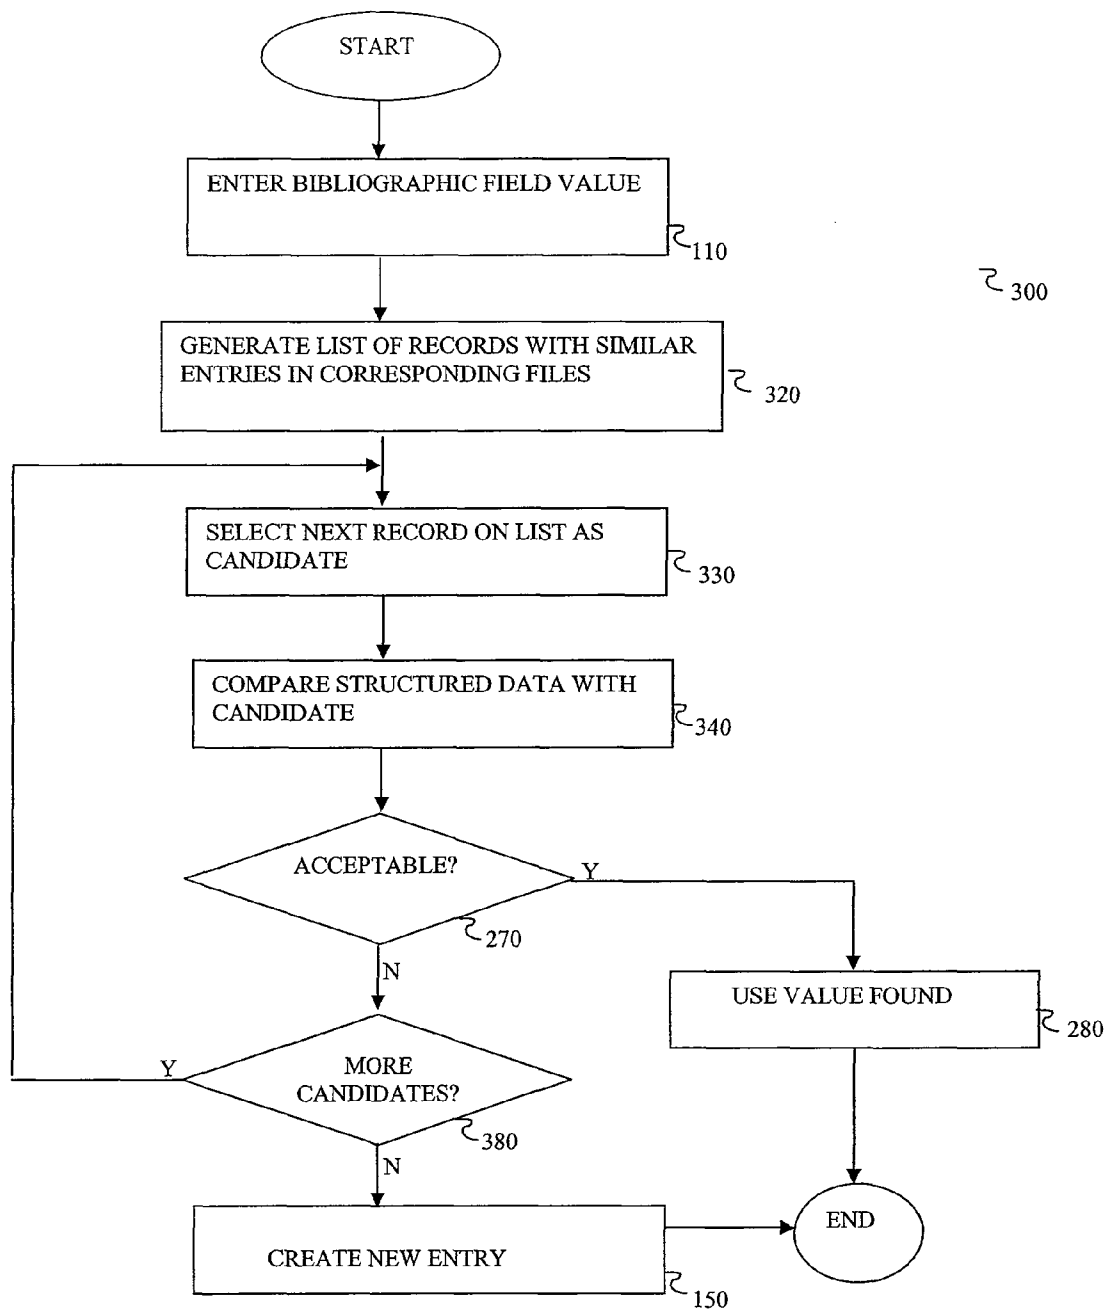 START
ENTER BIBLIOGRAPHIC FIELD VALUE
110
300
GENERATE LIST OF RECORDS WITH SIMILAR
ENTRIES IN CORRESPONDING FILES
320
SELECT NEXT RECORD ON LIST AS
CANDIDATE
330
COMPARE STRUCTURED DATA WITH
CANDIDATE
340
ACCEPTABLE?
Y
270
N
USE VALUE FOUND
280
MORE
CANDIDATES?
Y
380
N
CREATE NEW ENTRY
150
END